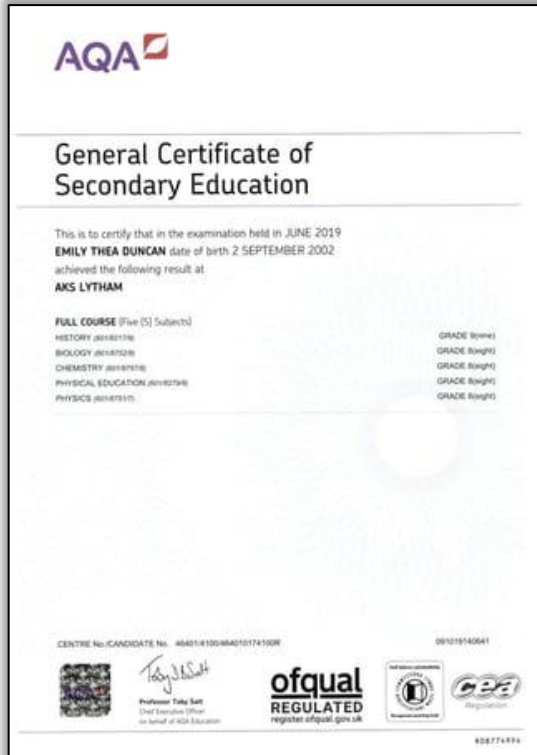 AQA
General Certificate of
Secondary Education
This is to certify that in the examination held in JUNE 2019
EMILY THEA DUNCAN date of birth 2 SEPTEMBER 2002
achieved the following result at
AKS LYTHAM
FULL COURSE (Five (5) Subjects)
HISTORY GRADE 9(nine)
BIOLOGY GRADE 8(eight)
CHEMISTRY GRADE 8(eight)
PHYSICAL EDUCATION GRADE 8(eight)
PHYSICS GRADE 8(eight)
CENTRE No./CANDIDATE No.
Professor Toby Salt
Chief Executive Officer
on behalf of AQA Education
ofqual
REGULATED
register.ofqual.gov.uk
cea
Regulation